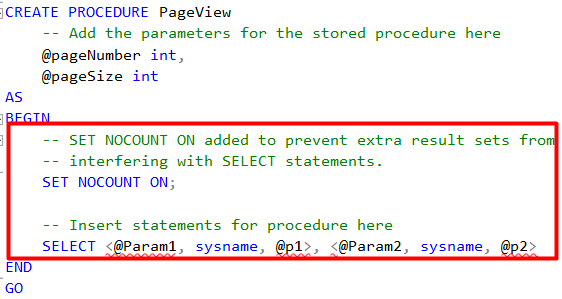 CREATE PROCEDURE PageView
-- Add the parameters for the stored procedure here
@pageNumber int,
@pageSize int
AS
BEGIN
-- SET NOCOUNT ON added to prevent extra result sets from
-- interfering with SELECT statements.
SET NOCOUNT ON;
-- Insert statements for procedure here
SELECT <@Param1, sysname, @p1>, <@Param2, sysname, @p2>
END
GO